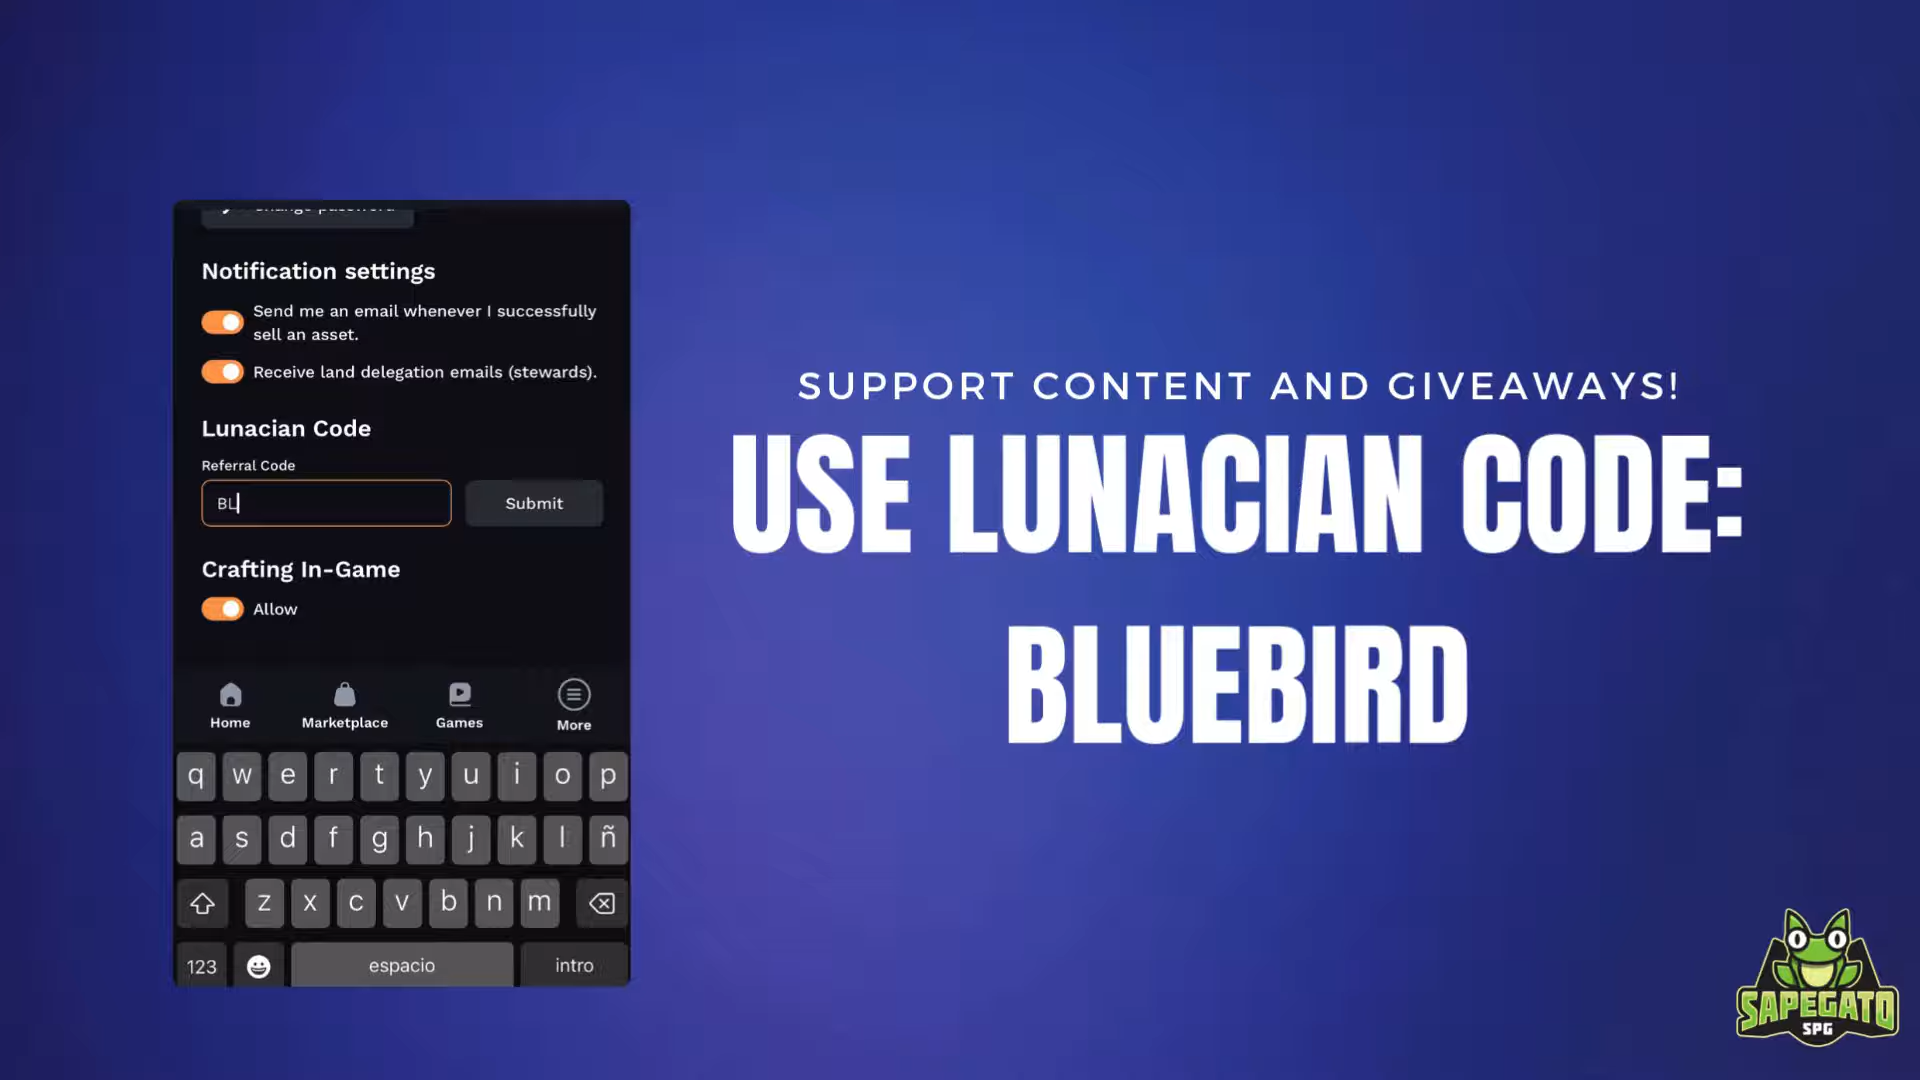 Change password
Notification settings
Send me an email whenever I successfully
sell an asset.
Receive land delegation emails (stewards).
Lunacian Code
Referral Code
BL
Submit
Crafting In-Game
Allow
Home
Marketplace
Games
More
q w e r t y u i o p
a s d f g h j k l ñ
z x c v b n m
123
espacio
intro
SUPPORT CONTENT AND GIVEAWAYS!
USE LUNACIAN CODE:
BLUEBIRD
SAPEGATO
SPG